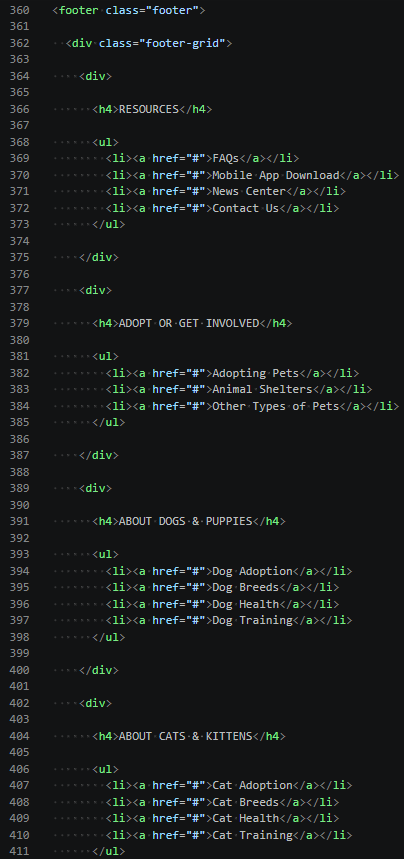 360 <footer class="footer">
361
362   <div class="footer-grid">
363
364     <div>
365
366       <h4>RESOURCES</h4>
367
368       <ul>
369         <li><a href="#">FAQs</a></li>
370         <li><a href="#">Mobile App Download</a></li>
371         <li><a href="#">News Center</a></li>
372         <li><a href="#">Contact Us</a></li>
373       </ul>
374
375     </div>
376
377     <div>
378
379       <h4>ADOPT OR GET INVOLVED</h4>
380
381       <ul>
382         <li><a href="#">Adopting Pets</a></li>
383         <li><a href="#">Animal Shelters</a></li>
384         <li><a href="#">Other Types of Pets</a></li>
385       </ul>
386
387     </div>
388
389     <div>
390
391       <h4>ABOUT DOGS & PUPPIES</h4>
392
393       <ul>
394         <li><a href="#">Dog Adoption</a></li>
395         <li><a href="#">Dog Breeds</a></li>
396         <li><a href="#">Dog Health</a></li>
397         <li><a href="#">Dog Training</a></li>
398       </ul>
399
400     </div>
401
402     <div>
403
404       <h4>ABOUT CATS & KITTENS</h4>
405
406       <ul>
407         <li><a href="#">Cat Adoption</a></li>
408         <li><a href="#">Cat Breeds</a></li>
409         <li><a href="#">Cat Health</a></li>
410         <li><a href="#">Cat Training</a></li>
411       </ul>